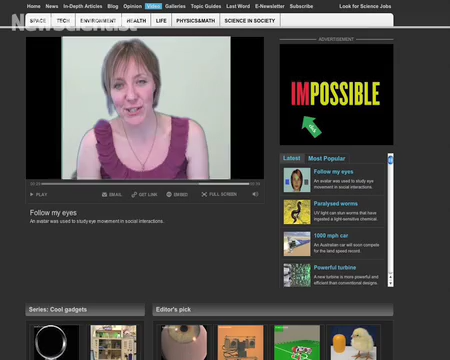 Home News In-Depth Articles Blog Opinion Video Galleries Topic Guides Last Word E-Newsletter Subscribe Look for Science Jobs
NewScientist
SPACE TECH ENVIRONMENT HEALTH LIFE PHYSICS&MATH SCIENCE IN SOCIETY
ADVERTISEMENT
IMPOSSIBLE
click
Latest Most Popular
Follow my eyes
An avatar was used to study eye movement in social interactions.
Paralysed worms
UV light can stun worms that have ingested a light-sensitive chemical.
1000 mph car
An Australian car will soon compete for the land speed record.
Powerful turbine
A new turbine is more powerful and efficient than conventional designs.
PLAY EMAIL GET LINK EMBED FULL SCREEN
Follow my eyes
An avatar was used to study eye movement in social interactions.
Series: Cool gadgets Editor's pick